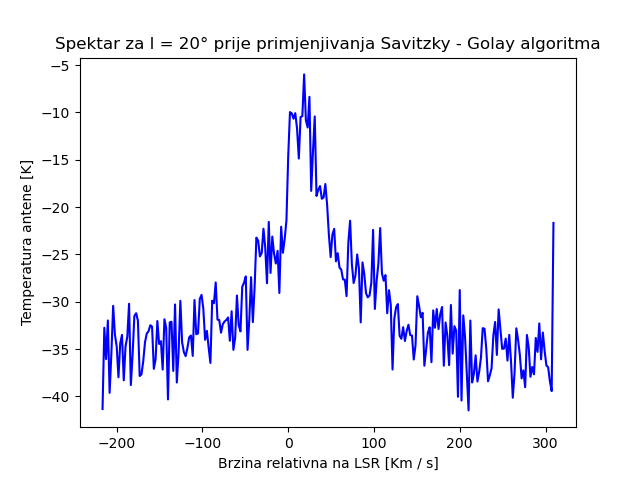 Spektar za l = 20° prije primjenjivanja Savitzky - Golay algoritma
−5
−10
−15
−20
−25
−30
−35
−40
Temperatura antene [K]
−200 −100 0 100 200 300
Brzina relativna na LSR [Km / s]